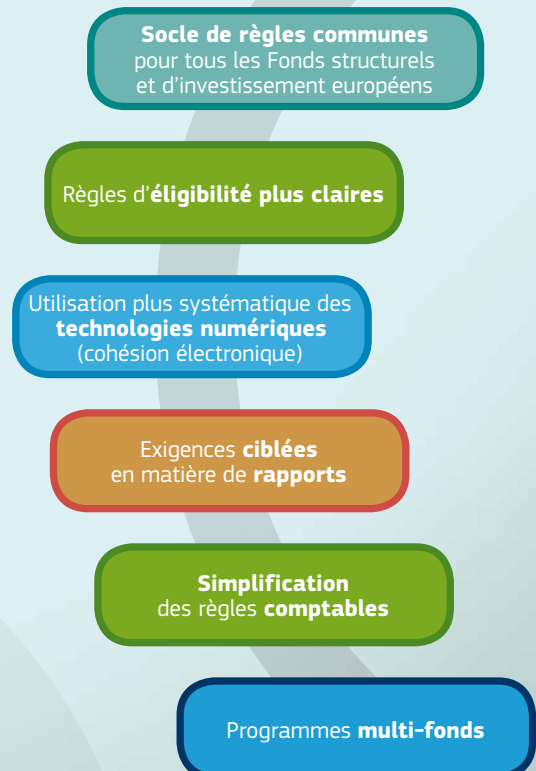 Socle de règles communes
pour tous les Fonds structurels
et d'investissement européens
Règles d'éligibilité plus claires
Utilisation plus systématique des
technologies numériques
(cohésion électronique)
Exigences ciblées
en matière de rapports
Simplification
des règles comptables
Programmes multi-fonds